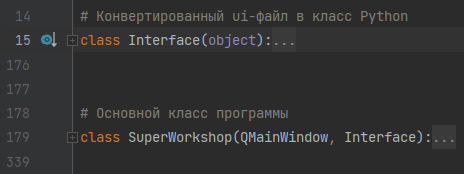 14 # Конвертированный ui-файл в класс Python
15 class Interface(object):...
176
177
178 # Основной класс программы
179 class SuperWorkshop(QMainWindow, Interface):...
339